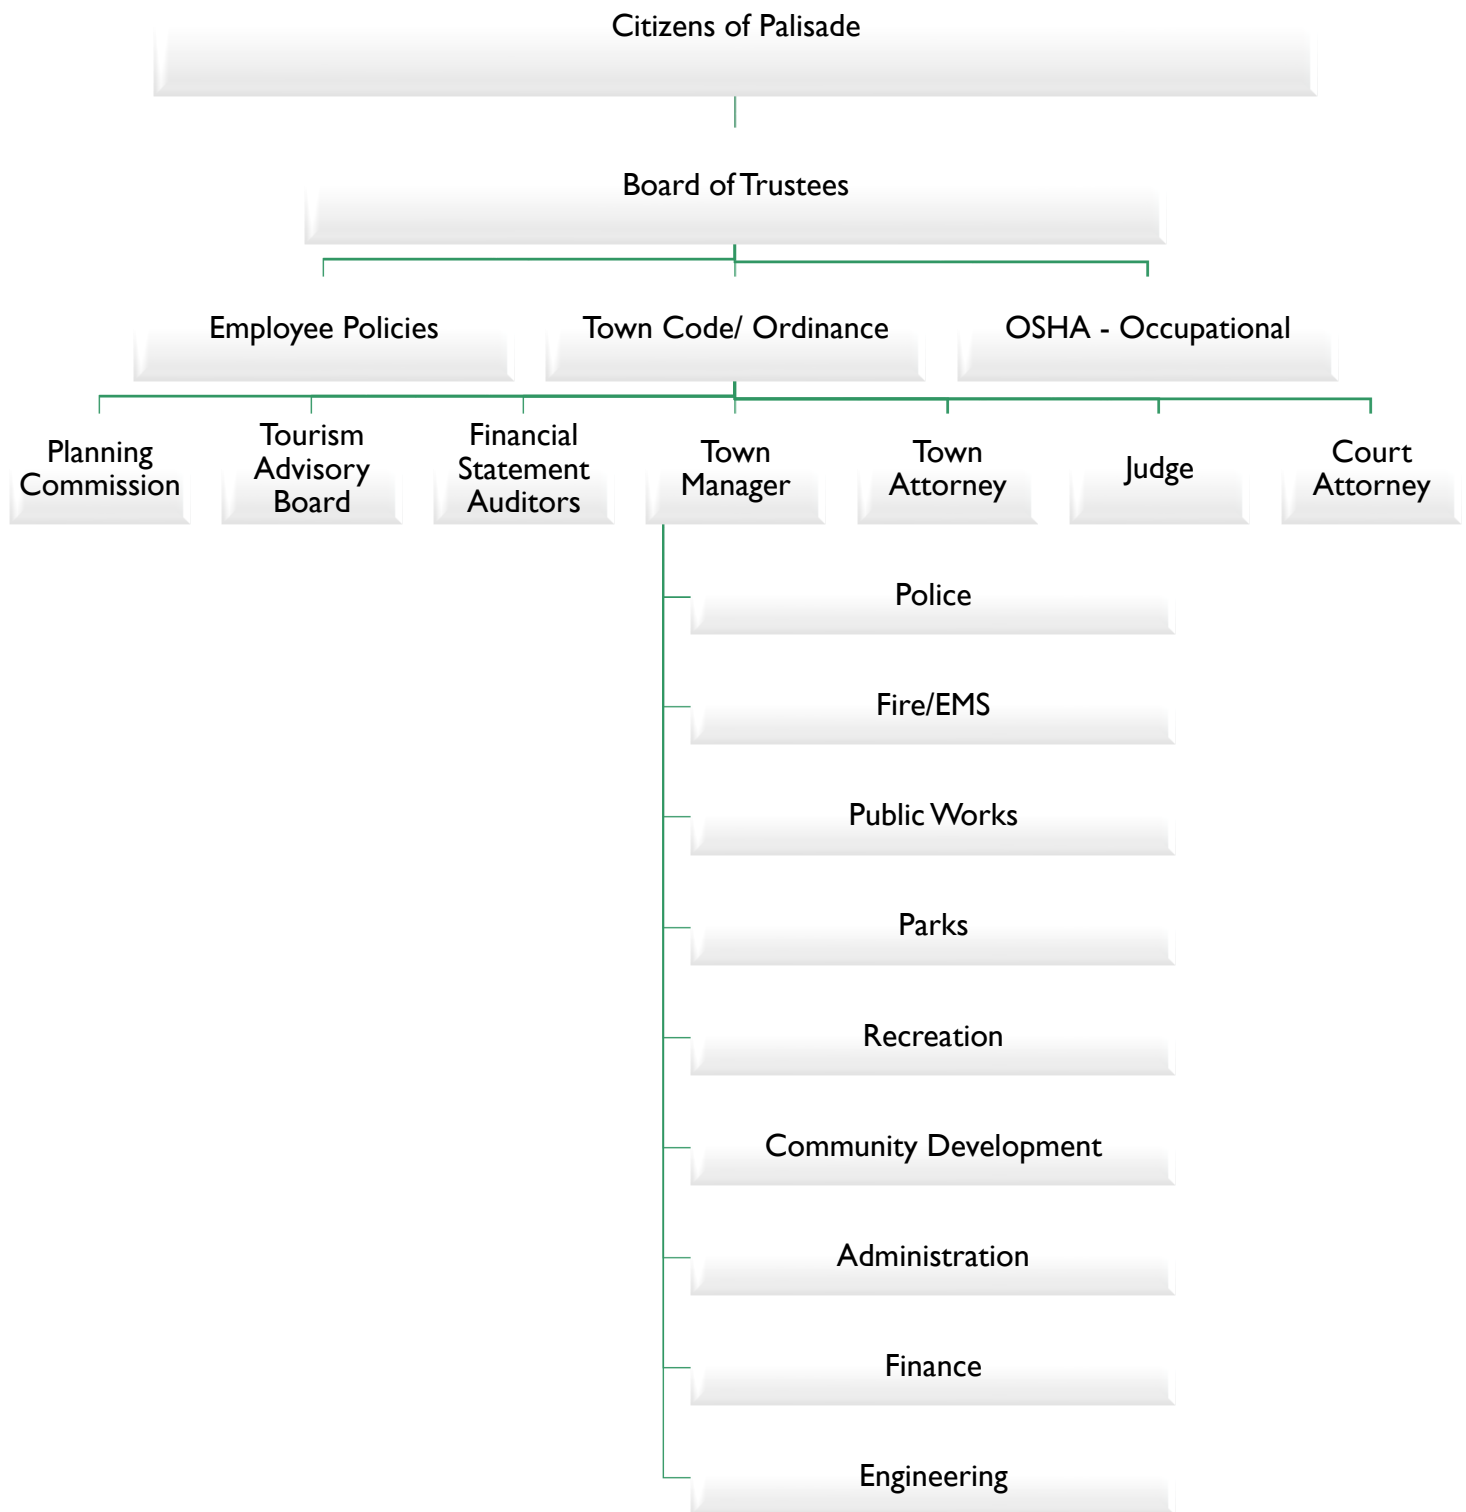 Citizens of Palisade
Board of Trustees
Employee Policies
Town Code/ Ordinance
OSHA - Occupational
Planning
Commission
Tourism
Advisory
Board
Financial
Statement
Auditors
Town
Manager
Town
Attorney
Judge
Court
Attorney
Police
Fire/EMS
Public Works
Parks
Recreation
Community Development
Administration
Finance
Engineering